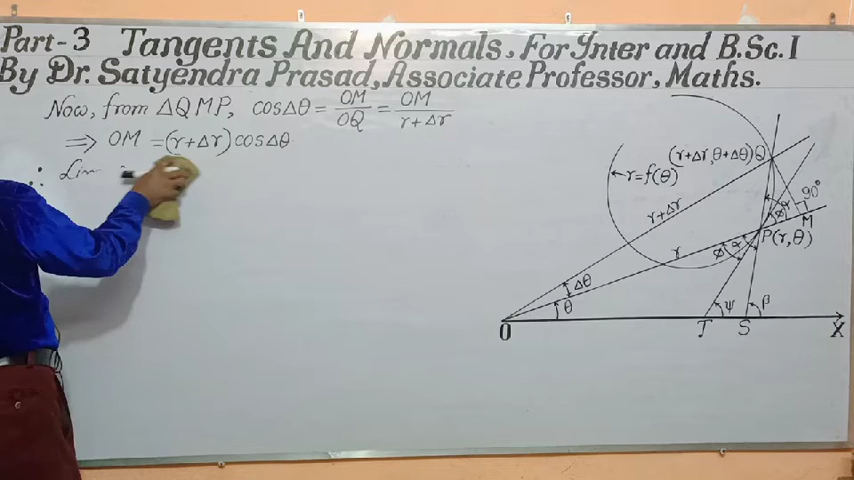 Part-3 Tangents And Normals, For Inter and B.Sc. I
By Dr. Satyendra Prasad, Associate Professor, Maths.
Now, from ΔQMP, cosΔθ = OM/OQ = OM/r+Δr
⇒ OM = (r+Δr) cosΔθ
∴ Lim
(r+Δr, θ+Δθ) Q
r=f(θ)
90°
r+Δr
M
P(r,θ)
r
φ α
Δθ
θ
ψ
β
O T S X